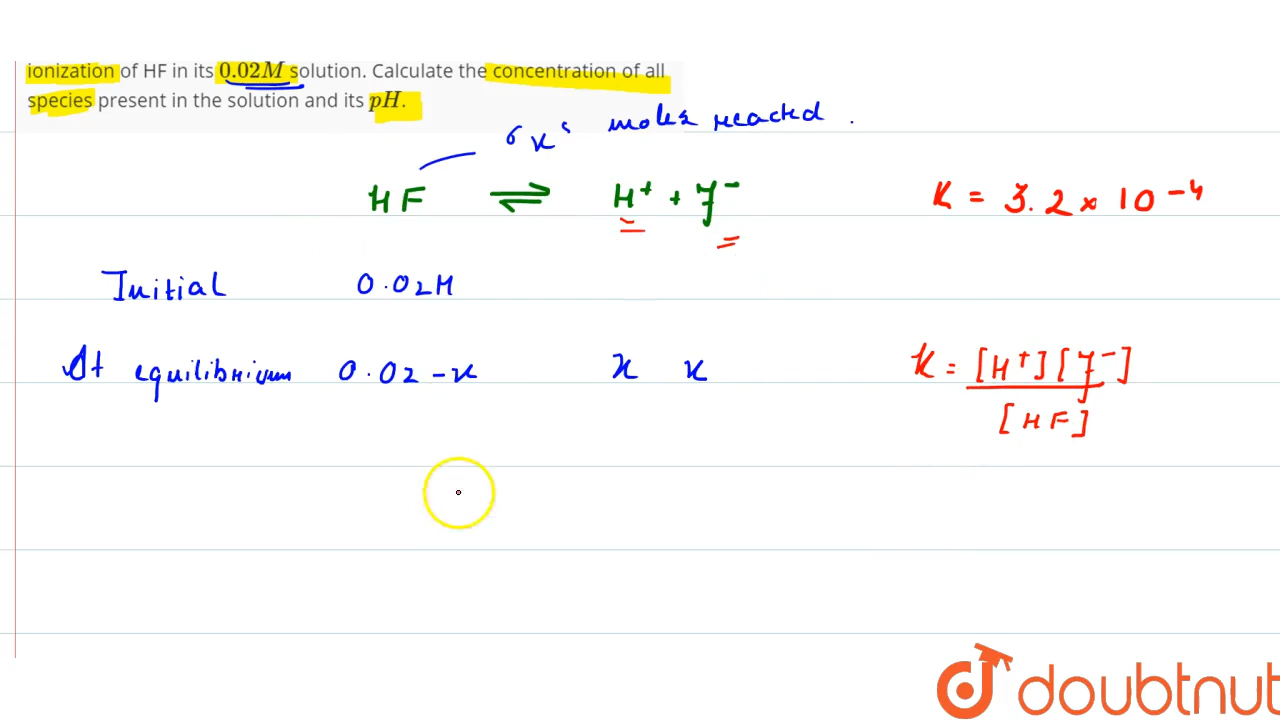 ionization of HF in its 0.02M solution. Calculate the concentration of all
species present in the solution and its pH.
'x' moles reacted.
HF ⇌ H⁺ + F⁻ K = 3.2 × 10⁻⁴
Initial 0.02M
At equilibrium 0.02 - x x x K = [H⁺][F⁻] / [HF]
doubtnut